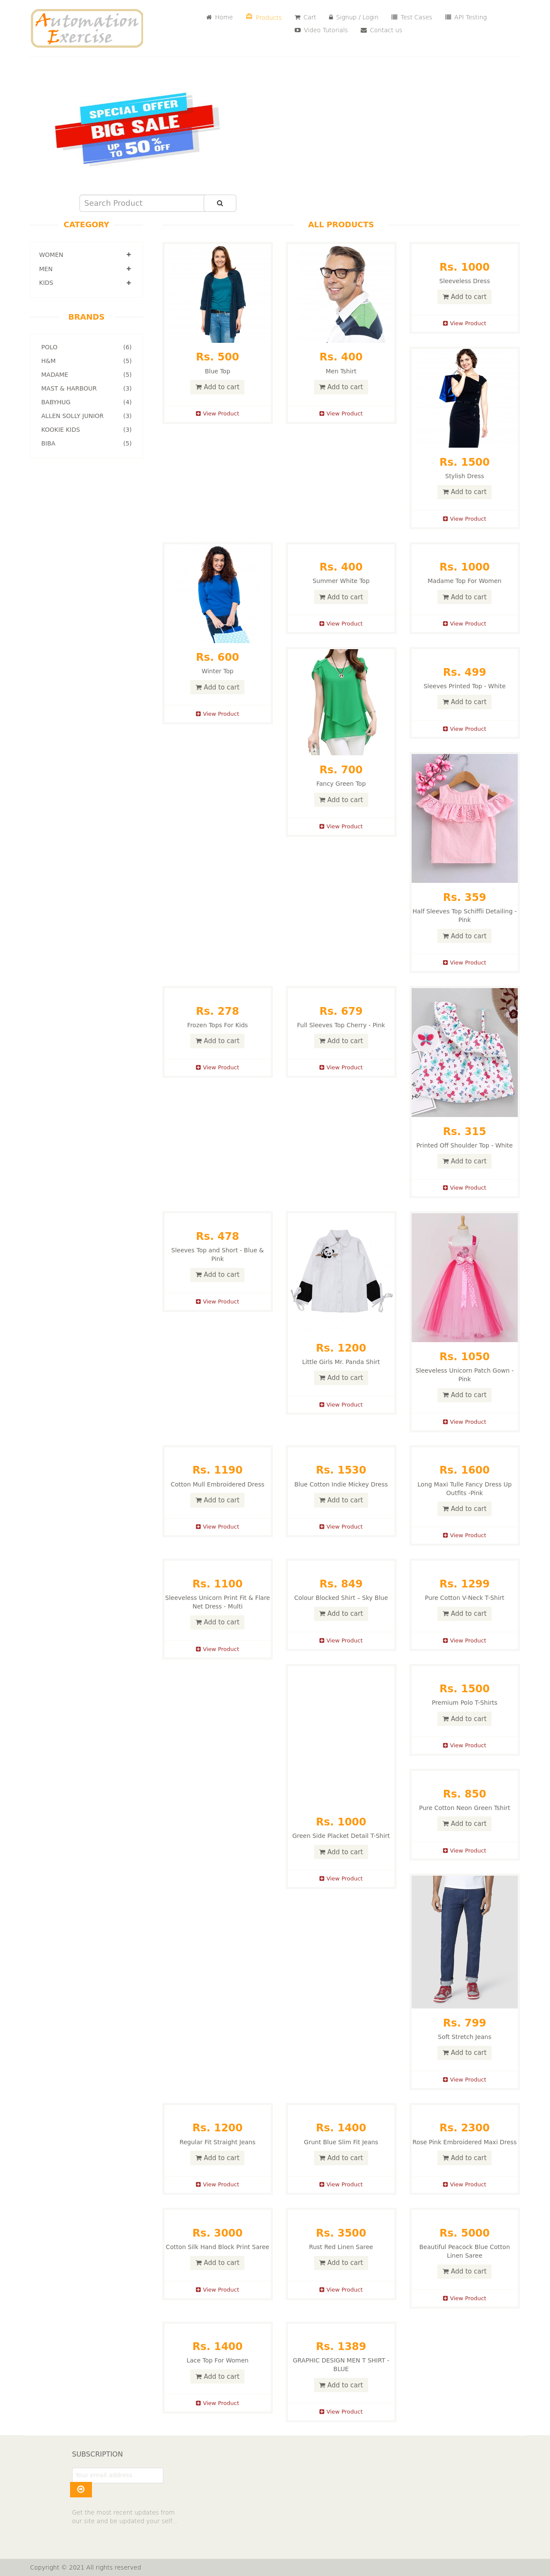 Automation
Exercise
Home
Products
Cart
Signup / Login
Test Cases
API Testing
Video Tutorials
Contact us
SPECIAL OFFER
BIG SALE
UP TO 50% OFF
Search Product
CATEGORY
WOMEN
MEN
KIDS
BRANDS
POLO (6)
H&M (5)
MADAME (5)
MAST & HARBOUR (3)
BABYHUG (4)
ALLEN SOLLY JUNIOR (3)
KOOKIE KIDS (3)
BIBA (5)
ALL PRODUCTS
Rs. 500
Blue Top
Add to cart
View Product
Rs. 400
Men Tshirt
Add to cart
View Product
Rs. 1000
Sleeveless Dress
Add to cart
View Product
Rs. 1500
Stylish Dress
Add to cart
View Product
Rs. 600
Winter Top
Add to cart
View Product
Rs. 400
Summer White Top
Add to cart
View Product
Rs. 1000
Madame Top For Women
Add to cart
View Product
Rs. 700
Fancy Green Top
Add to cart
View Product
Rs. 499
Sleeves Printed Top - White
Add to cart
View Product
Rs. 359
Half Sleeves Top Schiffli Detailing -
Pink
Add to cart
View Product
Rs. 278
Frozen Tops For Kids
Add to cart
View Product
Rs. 679
Full Sleeves Top Cherry - Pink
Add to cart
View Product
Rs. 315
Printed Off Shoulder Top - White
Add to cart
View Product
Rs. 478
Sleeves Top and Short - Blue &
Pink
Add to cart
View Product
Rs. 1200
Little Girls Mr. Panda Shirt
Add to cart
View Product
Rs. 1050
Sleeveless Unicorn Patch Gown -
Pink
Add to cart
View Product
Rs. 1190
Cotton Mull Embroidered Dress
Add to cart
View Product
Rs. 1530
Blue Cotton Indie Mickey Dress
Add to cart
View Product
Rs. 1600
Long Maxi Tulle Fancy Dress Up
Outfits -Pink
Add to cart
View Product
Rs. 1100
Sleeveless Unicorn Print Fit & Flare
Net Dress - Multi
Add to cart
View Product
Rs. 849
Colour Blocked Shirt – Sky Blue
Add to cart
View Product
Rs. 1299
Pure Cotton V-Neck T-Shirt
Add to cart
View Product
Rs. 1000
Green Side Placket Detail T-Shirt
Add to cart
View Product
Rs. 1500
Premium Polo T-Shirts
Add to cart
View Product
Rs. 850
Pure Cotton Neon Green Tshirt
Add to cart
View Product
Rs. 799
Soft Stretch Jeans
Add to cart
View Product
Rs. 1200
Regular Fit Straight Jeans
Add to cart
View Product
Rs. 1400
Grunt Blue Slim Fit Jeans
Add to cart
View Product
Rs. 2300
Rose Pink Embroidered Maxi Dress
Add to cart
View Product
Rs. 3000
Cotton Silk Hand Block Print Saree
Add to cart
View Product
Rs. 3500
Rust Red Linen Saree
Add to cart
View Product
Rs. 5000
Beautiful Peacock Blue Cotton
Linen Saree
Add to cart
View Product
Rs. 1400
Lace Top For Women
Add to cart
View Product
Rs. 1389
GRAPHIC DESIGN MEN T SHIRT -
BLUE
Add to cart
View Product
SUBSCRIPTION
Your email address
Get the most recent updates from
our site and be updated your self.
Copyright © 2021 All rights reserved